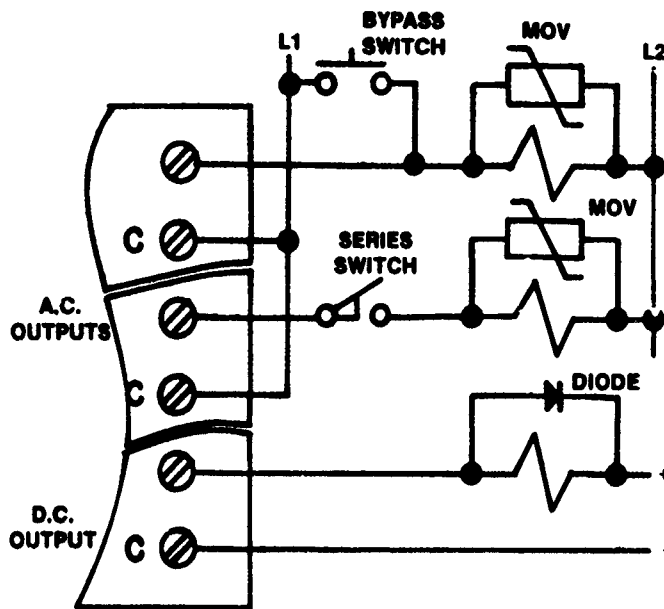 BYPASS
SWITCH
L1
MOV
L2
C
SERIES
SWITCH
MOV
A.C.
OUTPUTS
C
DIODE
D.C.
OUTPUT
C